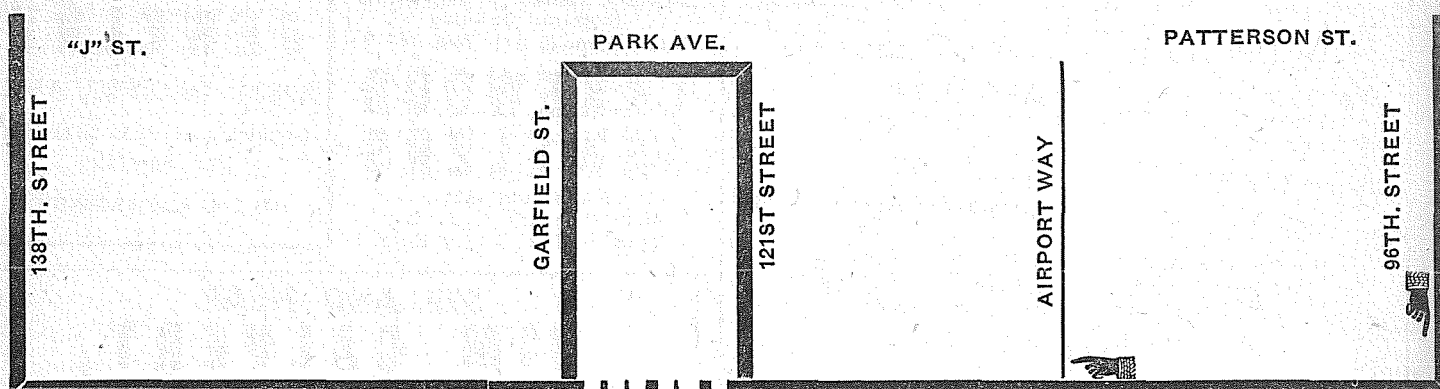 "J" ST.
PARK AVE.
PATTERSON ST.
138TH. STREET
GARFIELD ST.
121ST STREET
AIRPORT WAY
96TH. STREET